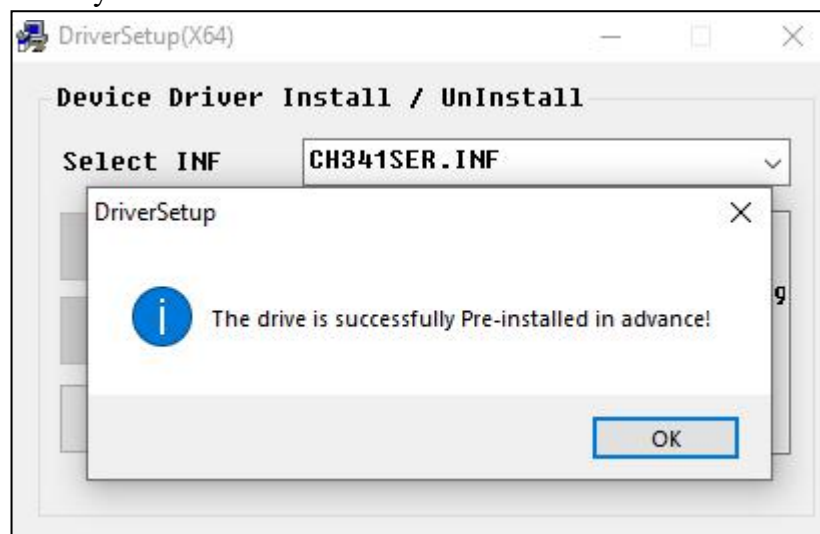 DriverSetup(X64)
Device Driver Install / UnInstall
Select INF
CH341SER.INF
DriverSetup
The drive is successfully Pre-installed in advance!
OK